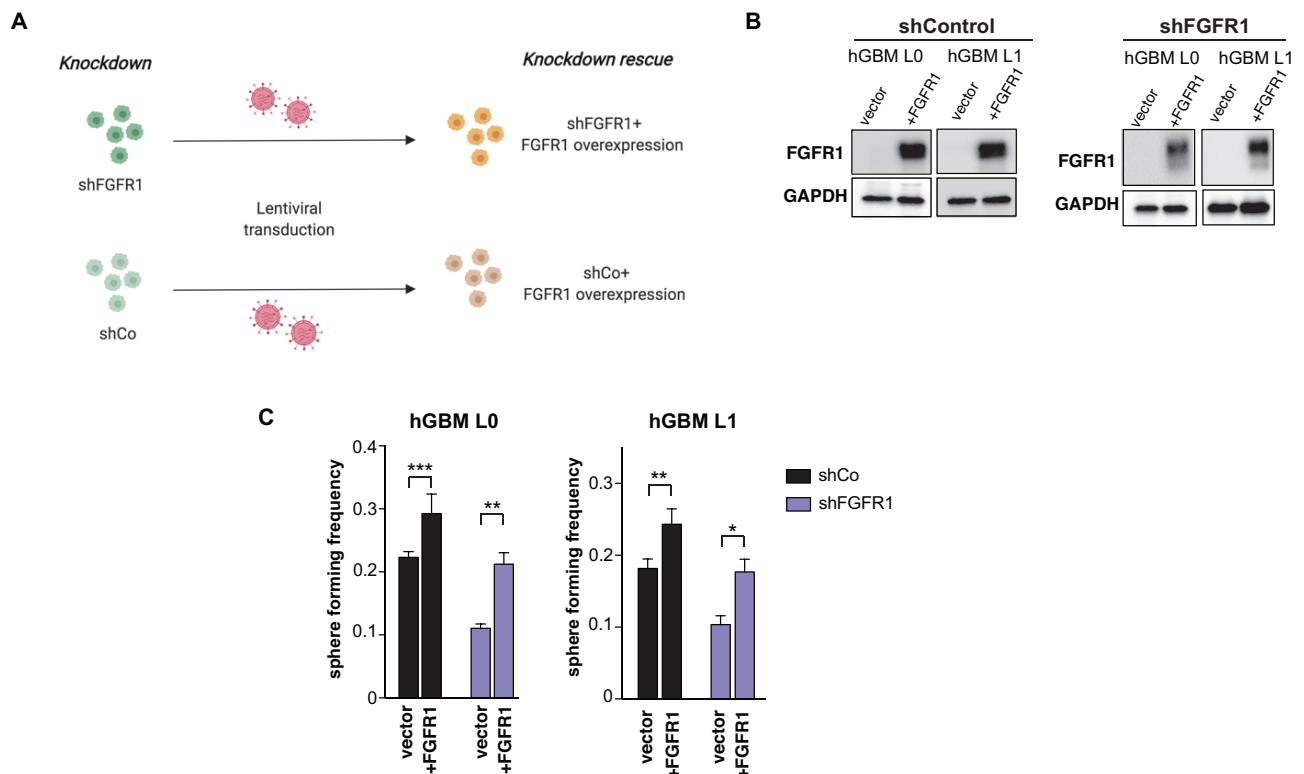 A
Knockdown
Knockdown rescue
shFGFR1+
FGFR1 overexpression
shFGFR1
Lentiviral
transduction
shCo+
FGFR1 overexpression
shCo
B
shControl
shFGFR1
hGBM L0
hGBM L1
hGBM L0
hGBM L1
vector
+FGFR1
vector
+FGFR1
vector
+FGFR1
vector
+FGFR1
FGFR1
FGFR1
GAPDH
GAPDH
C
hGBM L0
hGBM L1
sphere forming frequency
0.4
0.3
0.2
0.1
0
***
**
vector
+FGFR1
vector
+FGFR1
sphere forming frequency
0.3
0.2
0.1
0
**
*
vector
+FGFR1
vector
+FGFR1
shCo
shFGFR1